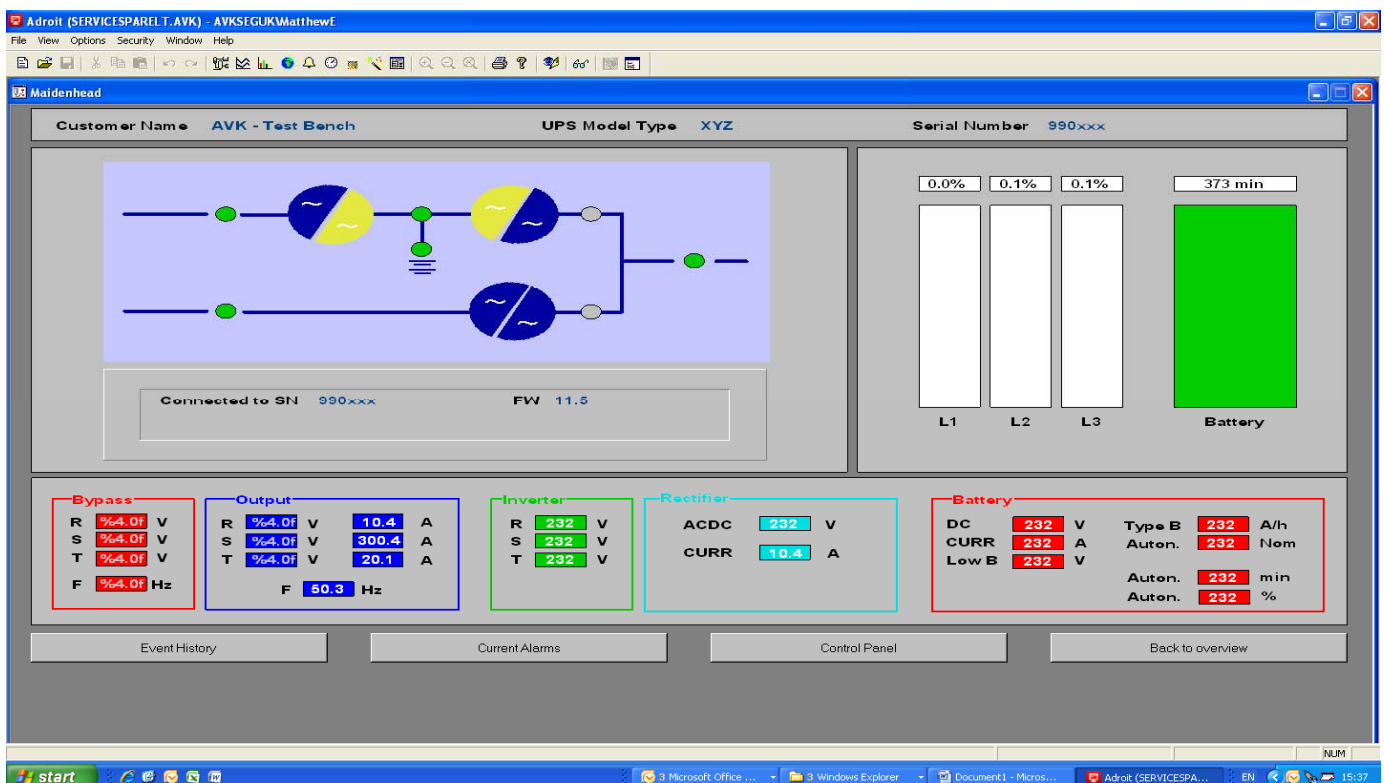 Adroit (SERVICESPARELT.AVK) - AVKSEGUK\MatthewE
File View Options Security Window Help
Maidenhead
Customer Name AVK - Test Bench UPS Model Type XYZ Serial Number 990xxx
0.0% 0.1% 0.1% 373 min
~ ~ ~ ~
~ ~
Connected to SN 990xxx FW 11.5
L1 L2 L3 Battery
Bypass Output Inverter Rectifier Battery
R %4.0f V R %4.0f V 10.4 A R 232 V ACDC 232 V DC 232 V Type B 232 A/h
S %4.0f V S %4.0f V 300.4 A S 232 V CURR 232 A Auton. 232 Nom
T %4.0f V T %4.0f V 20.1 A T 232 V CURR 10.4 A Low B 232 V
F %4.0f Hz F 50.3 Hz Auton. 232 min
Auton. 232 %
Event History Current Alarms Control Panel Back to overview
NUM
start 3 Microsoft Office ... 3 Windows Explorer Document1 - Micros... Adroit (SERVICESPA... EN 15:37